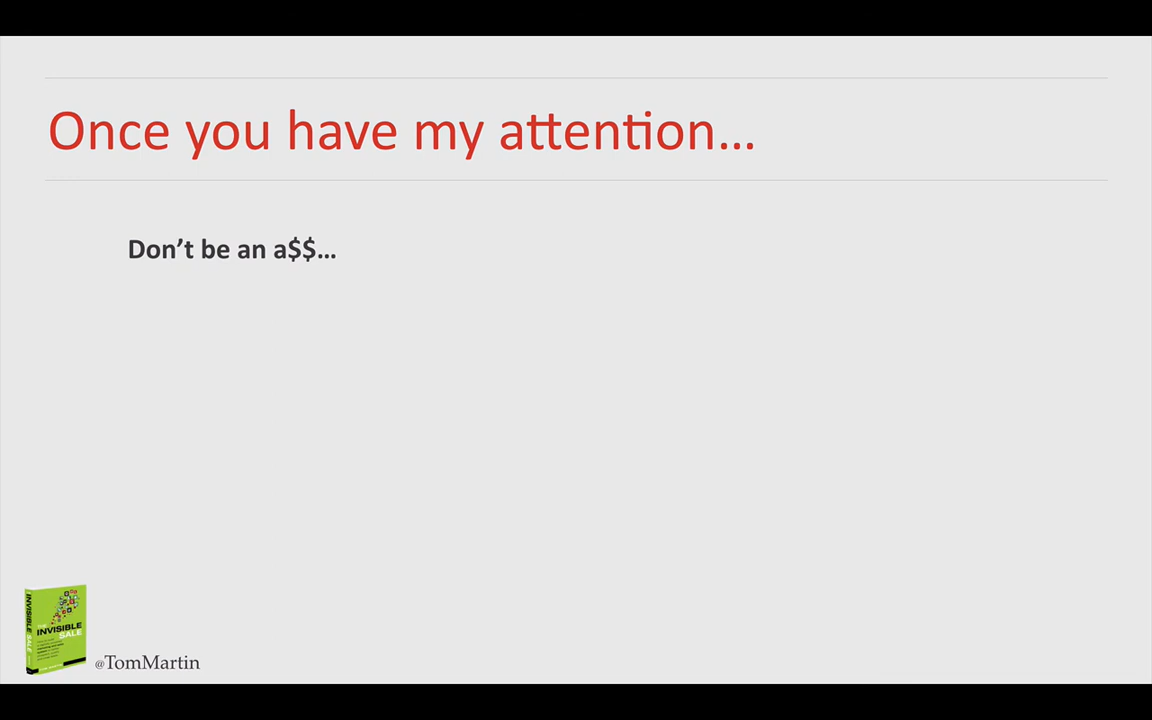 Once you have my attention...
Don't be an a$$...
INVISIBLE
SALE
@TomMartin